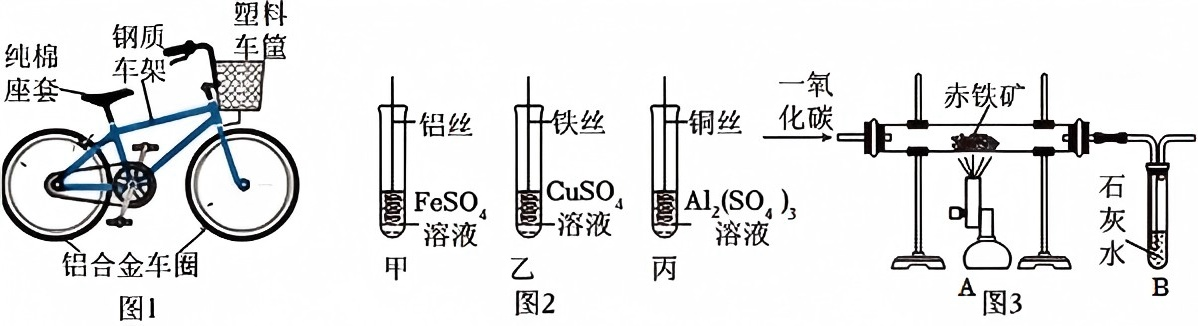 塑料
车筐
钢质
车架
纯棉
座套
铝合金车圈
图1
铝丝
FeSO₄
溶液
甲
铁丝
CuSO₄
溶液
乙
铜丝
Al₂(SO₄)₃
溶液
丙
图2
一氧
化碳
赤铁矿
石
灰
水
A
B
图3